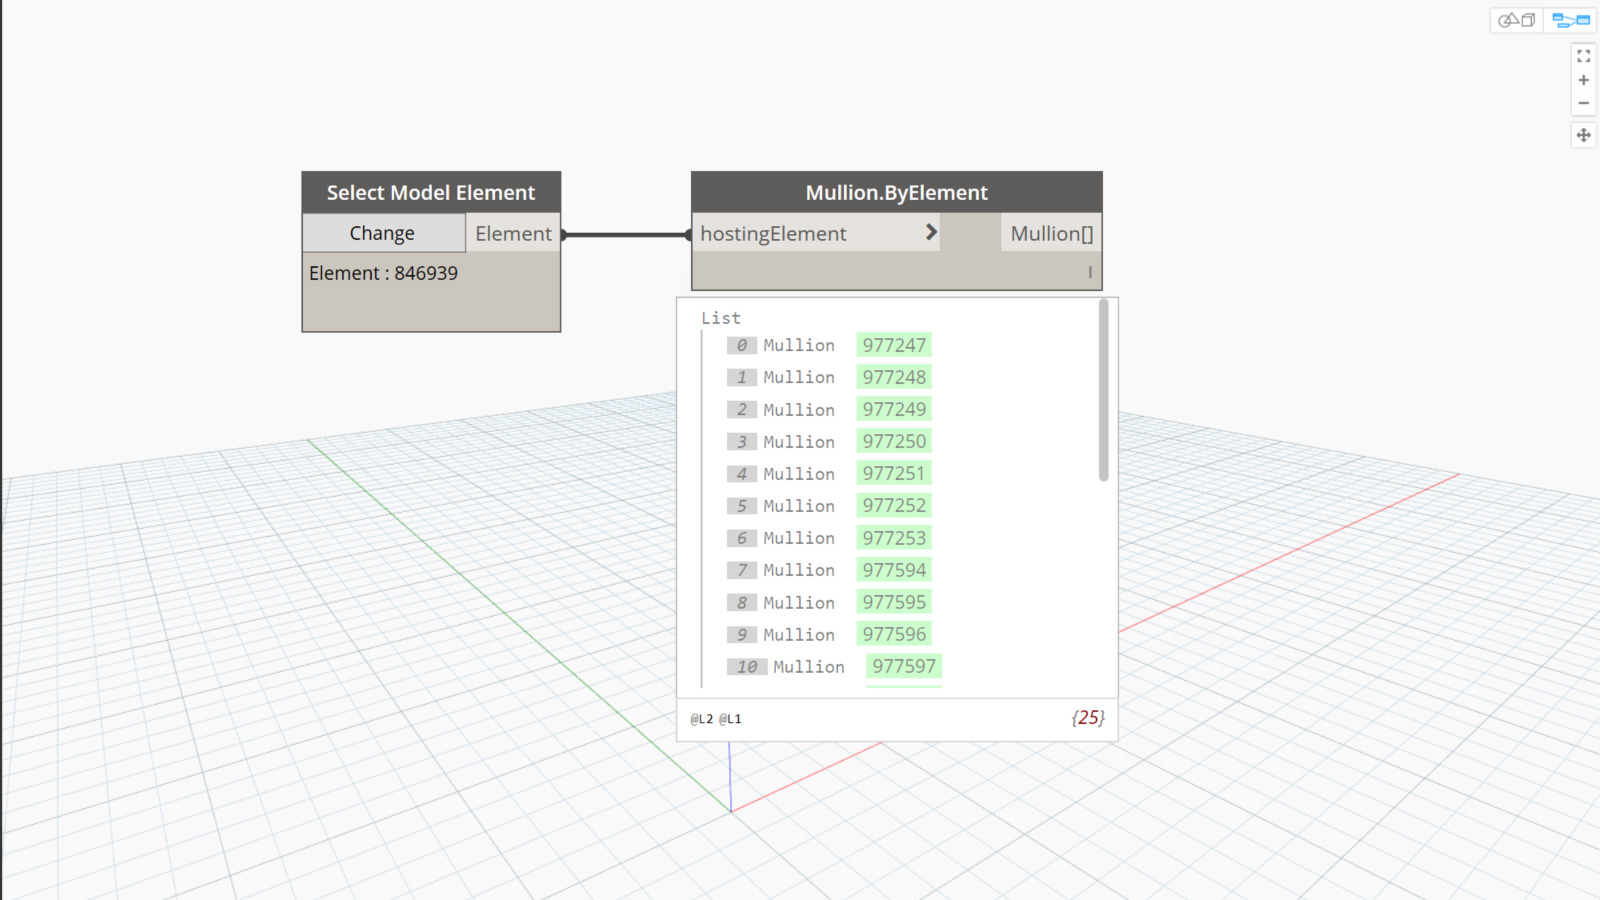 Select Model Element
Change
Element
Element : 846939
Mullion.ByElement
hostingElement
Mullion[]
List
0 Mullion 977247
1 Mullion 977248
2 Mullion 977249
3 Mullion 977250
4 Mullion 977251
5 Mullion 977252
6 Mullion 977253
7 Mullion 977594
8 Mullion 977595
9 Mullion 977596
10 Mullion 977597
@L2 @L1
{25}